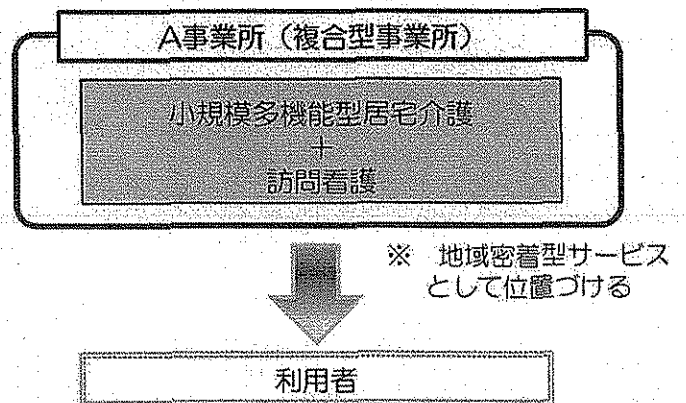 A事業所（複合型事業所）
小規模多機能型居宅介護
＋
訪問看護
※　地域密着型サービス
として位置づける
利用者